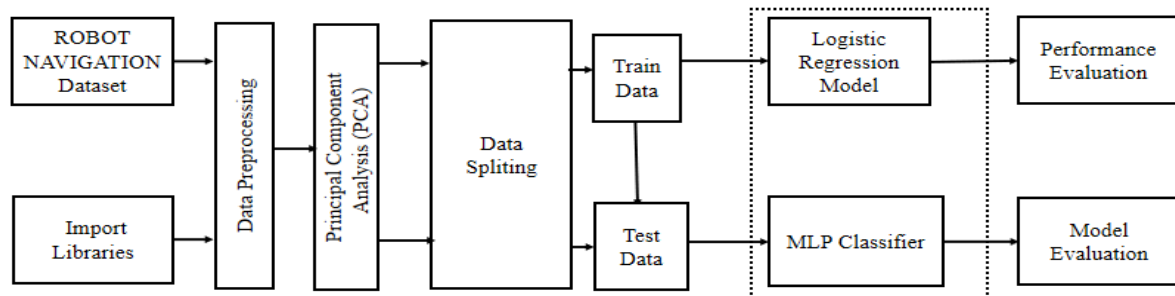 ROBOT
NAVIGATION
Dataset
Import
Libraries
Data Preprocessing
Principal Component
Analysis (PCA)
Data
Spliting
Train
Data
Test
Data
Logistic
Regression
Model
MLP Classifier
Performance
Evaluation
Model
Evaluation